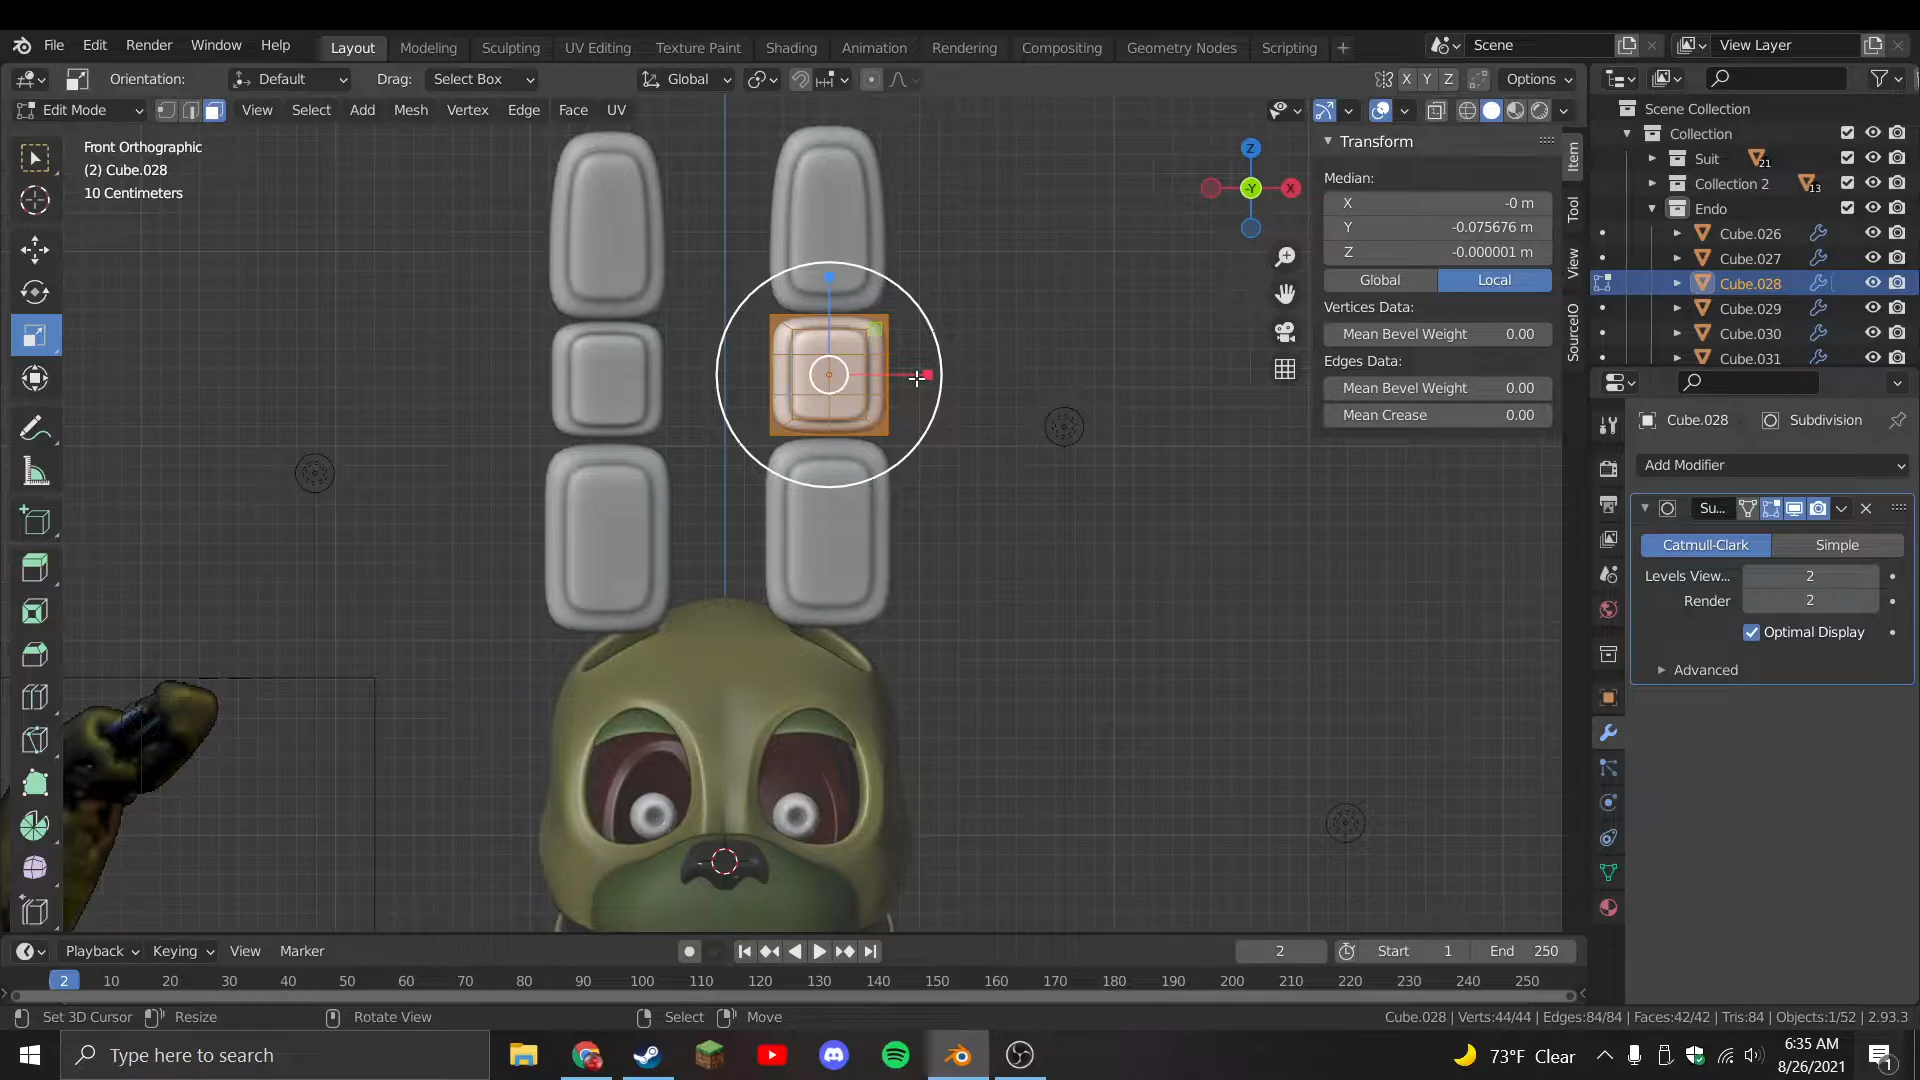 File Edit Render Window Help Layout Modeling Sculpting UV Editing Texture Paint Shading Animation Rendering Compositing Geometry Nodes Scripting + Scene View Layer
Orientation: Default Drag: Select Box Global X Y Z Options
Edit Mode View Select Add Mesh Vertex Edge Face UV
Scene Collection
Collection
Suit 21
Collection 2 13
Endo
Cube.026
Cube.027
Cube.028
Cube.029
Cube.030
Cube.031
Front Orthographic
(2) Cube.028
10 Centimeters
Z
-Y X
Transform
Median:
X -0 m
Y -0.075676 m
Z -0.000001 m
Global Local
Vertices Data:
Mean Bevel Weight 0.00
Edges Data:
Mean Bevel Weight 0.00
Mean Crease 0.00
Item
Tool
View
SourceIO
Cube.028 Subdivision
Add Modifier
Su...
Catmull-Clark Simple
Levels View... 2
Render 2
Optimal Display
Advanced
Playback Keying View Marker 2 Start 1 End 250
2 10 20 30 40 50 60 70 80 90 100 110 120 130 140 150 160 170 180 190 200 210 220 230 240 250
Set 3D Cursor Resize Rotate View Select Move Cube.028 | Verts:44/44 | Edges:84/84 | Faces:42/42 | Tris:84 | Objects:1/52 | 2.93.3
Type here to search 73°F Clear 6:35 AM
8/26/2021 1